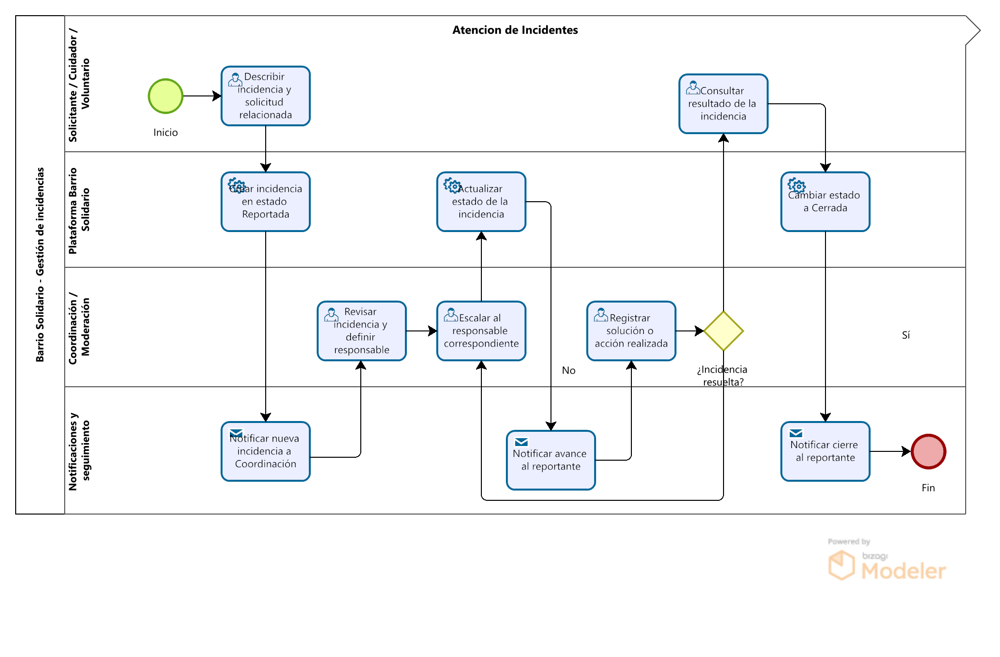 Atencion de Incidentes
Barrio Solidario - Gestión de incidencias
Solicitante / Cuidador /
Voluntario
Inicio
Describir
incidencia y
solicitud
relacionada
Consultar
resultado de la
incidencia
Plataforma Barrio
Solidario
Crear incidencia
en estado
Reportada
Actualizar
estado de la
incidencia
Cambiar estado
a Cerrada
Coordinación /
Moderación
Revisar
incidencia y
definir
responsable
Escalar al
responsable
correspondiente
No
Registrar
solución o
acción realizada
¿Incidencia
resuelta?
Sí
Notificaciones y
seguimiento
Notificar nueva
incidencia a
Coordinación
Notificar avance
al reportante
Notificar cierre
al reportante
Fin
Powered by
bizagi
Modeler